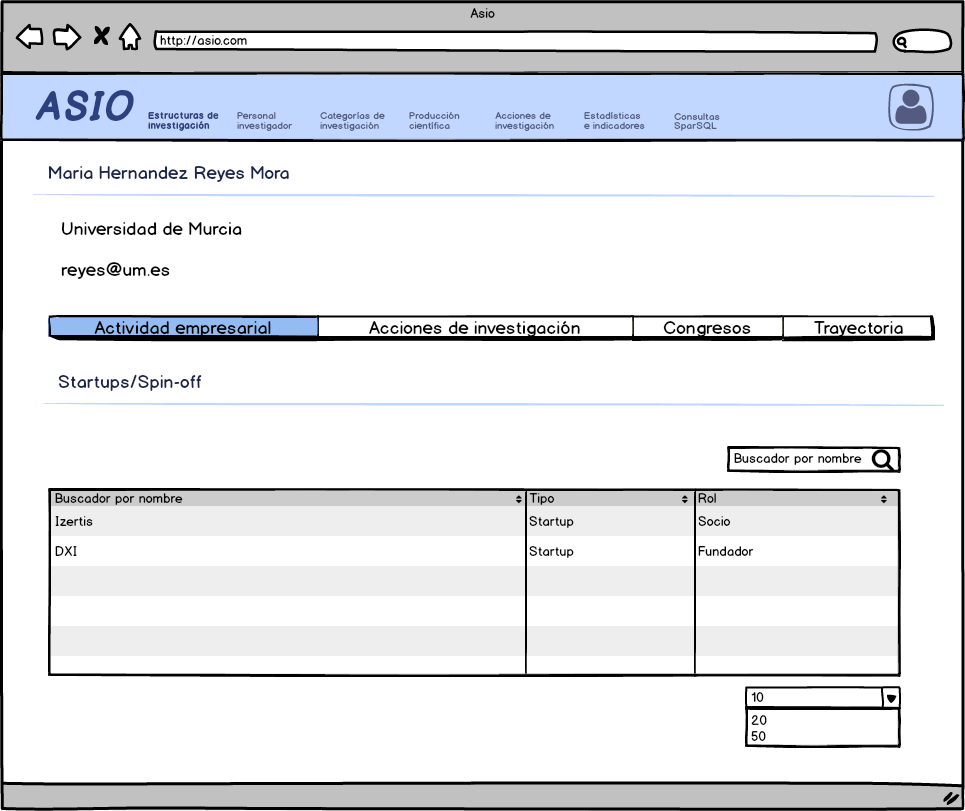 Asio
http://asio.com
ASIO
Estructuras de
investigación
Personal
investigador
Categorías de
investigación
Producción
científica
Acciones de
investigación
Estadísticas
e indicadores
Consultas
SparSQL
Maria Hernandez Reyes Mora
Universidad de Murcia
reyes@um.es
Actividad empresarial
Acciones de investigación
Congresos
Trayectoria
Startups/Spin-off
Buscador por nombre
Buscador por nombre Tipo Rol
Izertis Startup Socio
DXI Startup Fundador
10
20
50